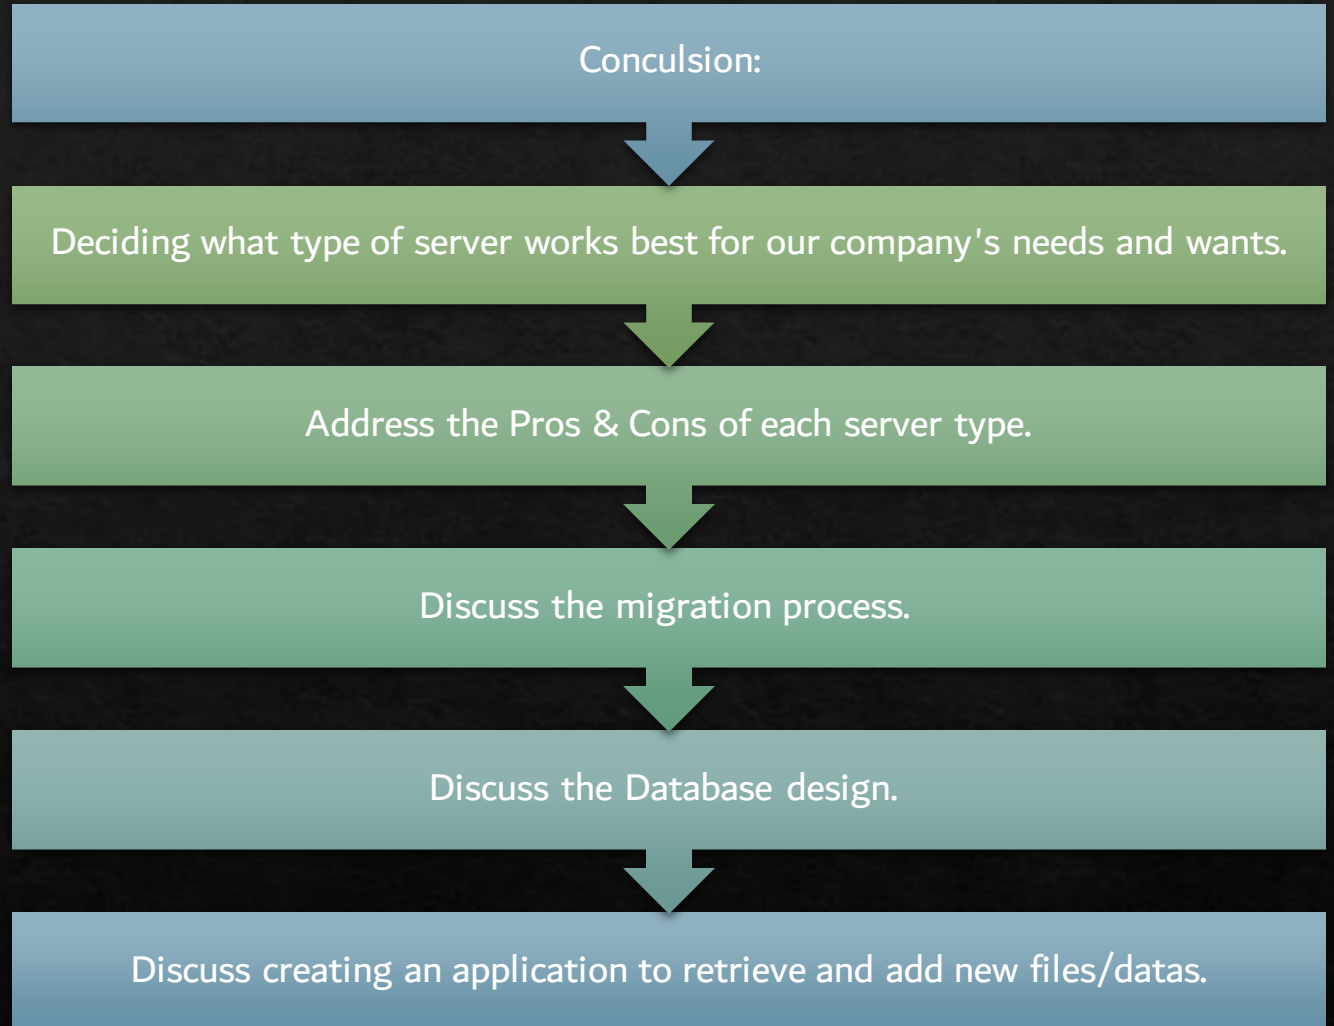 Conculsion:
Deciding what type of server works best for our company's needs and wants.
Address the Pros & Cons of each server type.
Discuss the migration process.
Discuss the Database design.
Discuss creating an application to retrieve and add new files/datas.